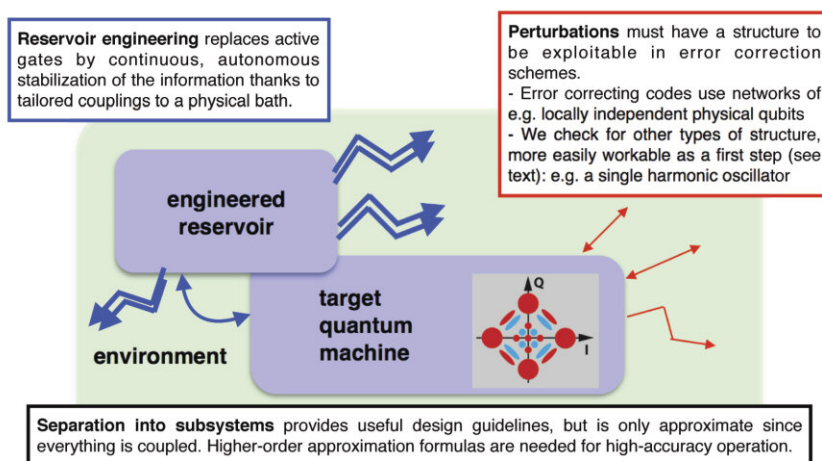 Reservoir engineering replaces active
gates by continuous, autonomous
stabilization of the information thanks to
tailored couplings to a physical bath.
Perturbations must have a structure to
be exploitable in error correction
schemes.
- Error correcting codes use networks of
e.g. locally independent physical qubits
- We check for other types of structure,
more easily workable as a first step (see
text): e.g. a single harmonic oscillator
engineered
reservoir
target
quantum
machine
Q
I
environment
Separation into subsystems provides useful design guidelines, but is only approximate since
everything is coupled. Higher-order approximation formulas are needed for high-accuracy operation.